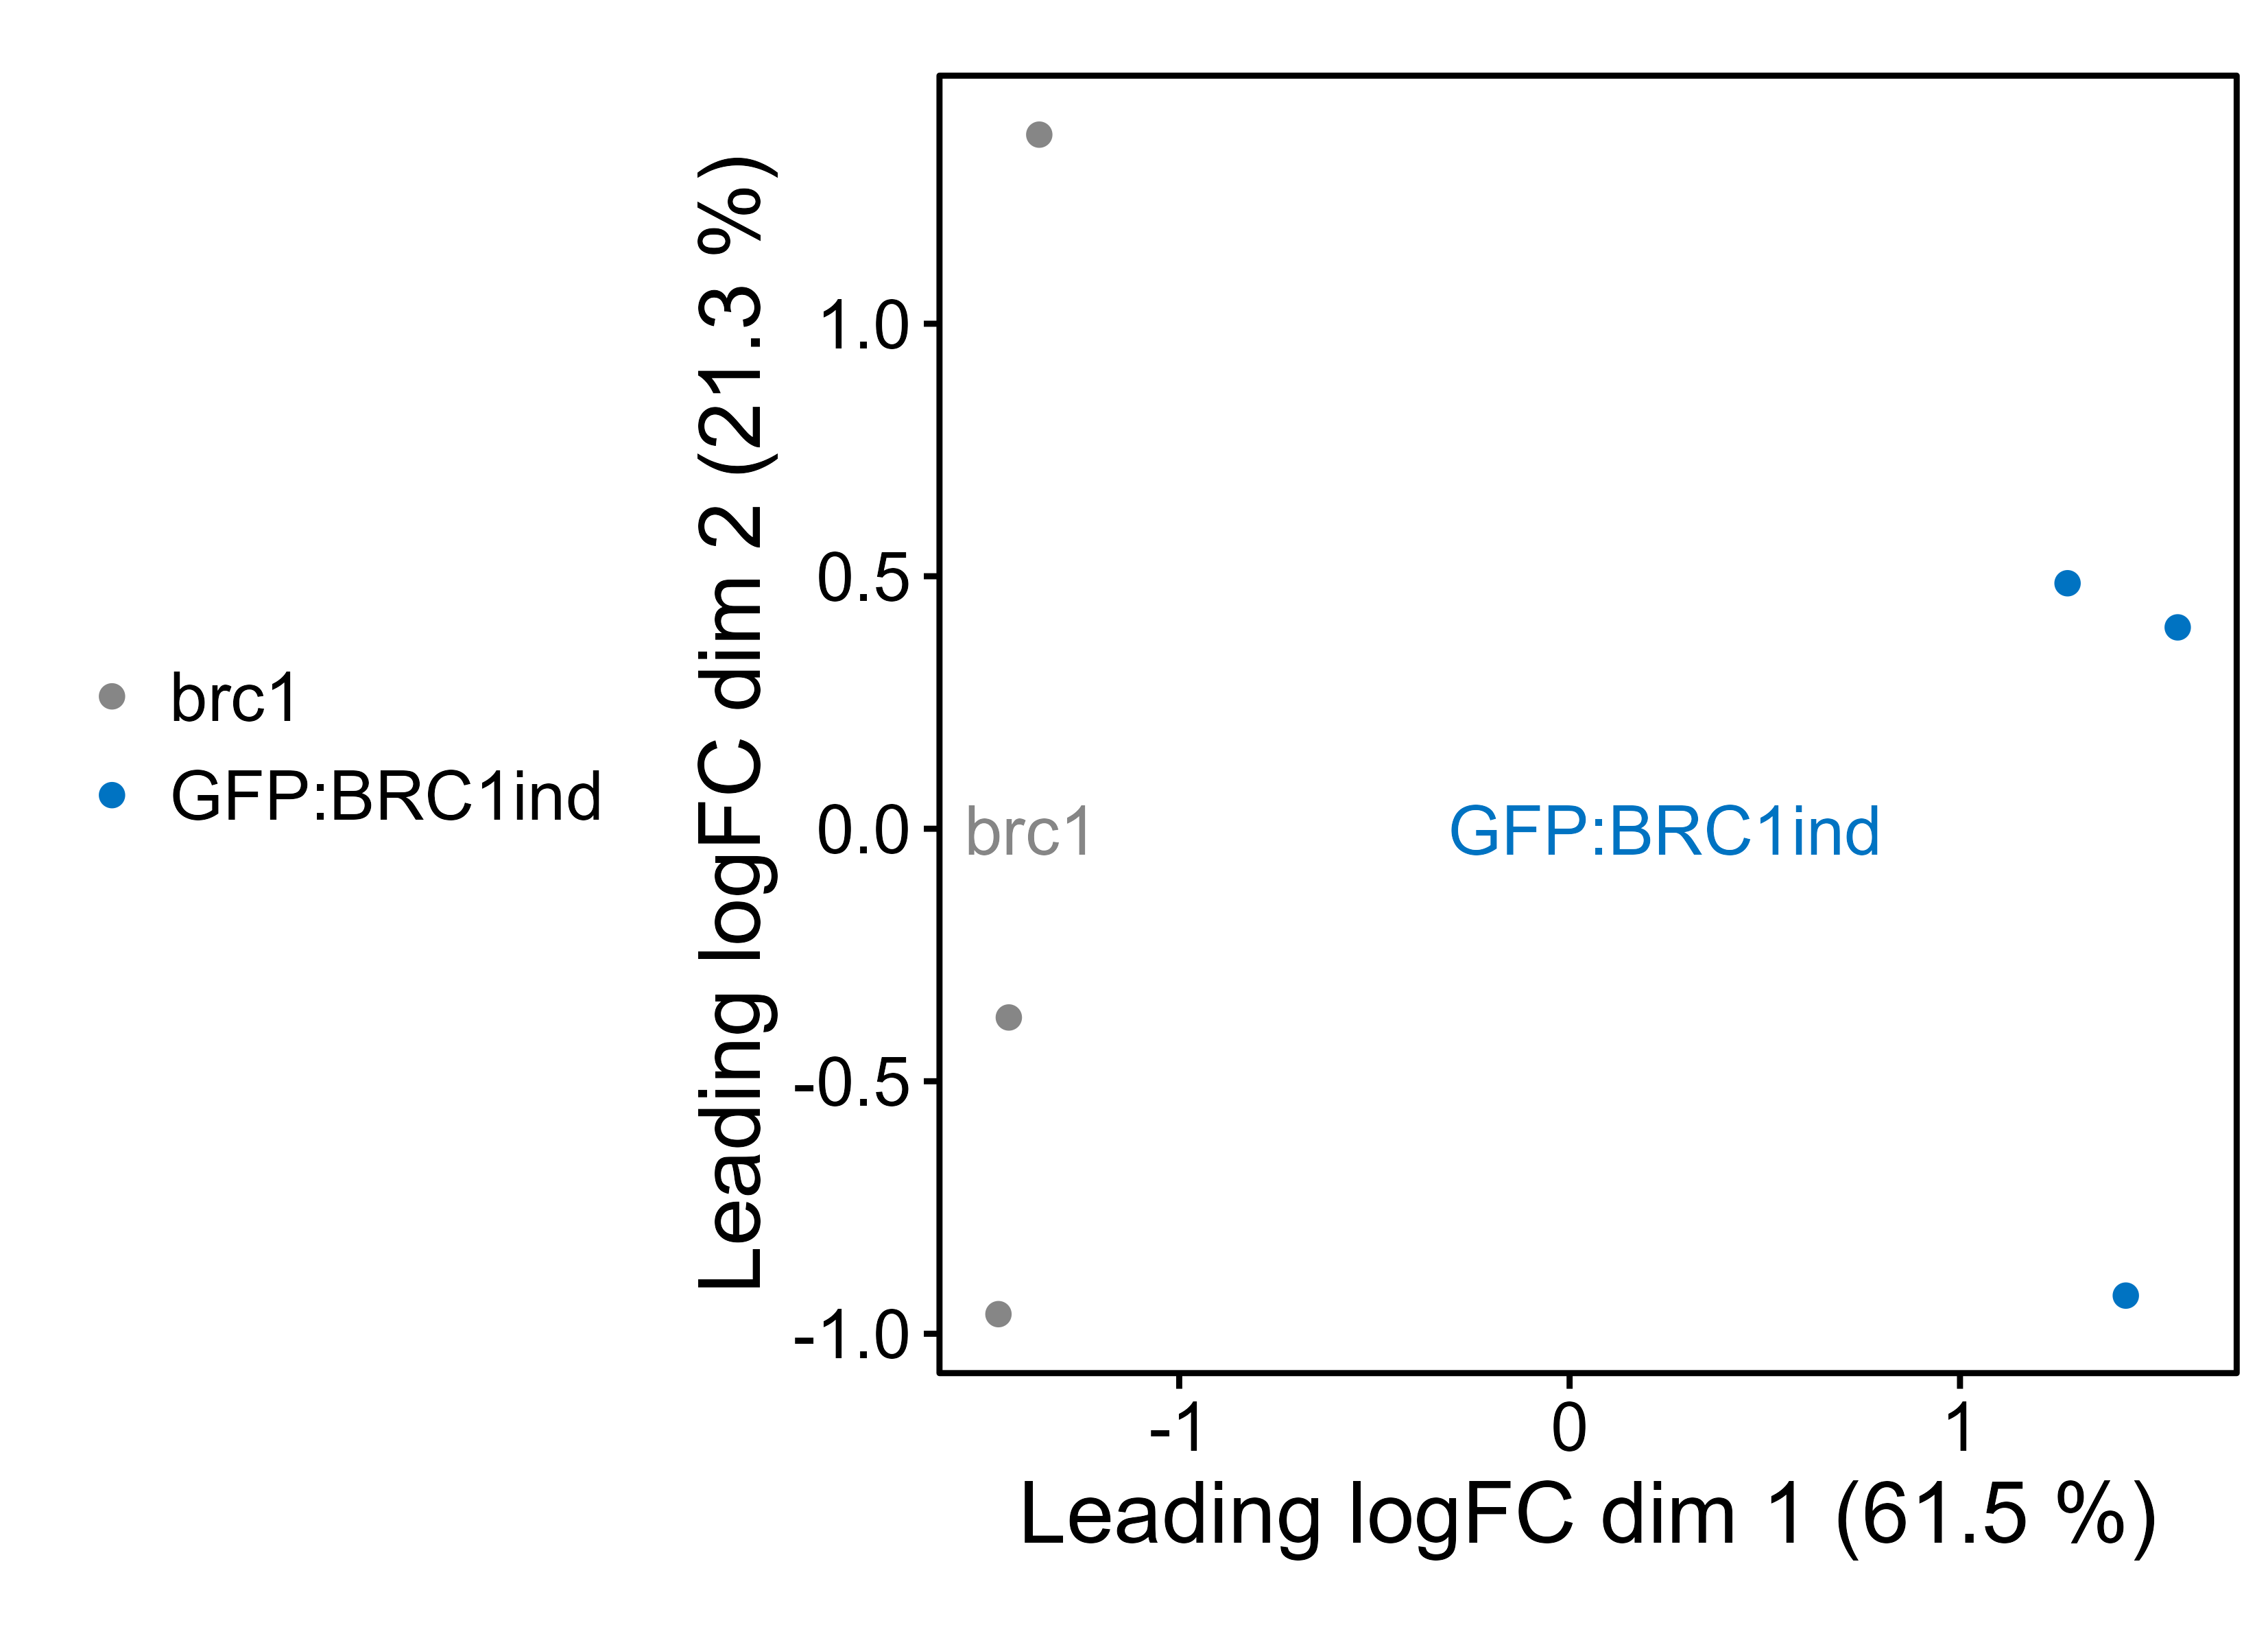 brc1
GFP:BRC1ind
Leading logFC dim 2 (21.3 %)
1.0
0.5
0.0
-0.5
-1.0
brc1
GFP:BRC1ind
-1
0
1
Leading logFC dim 1 (61.5 %)